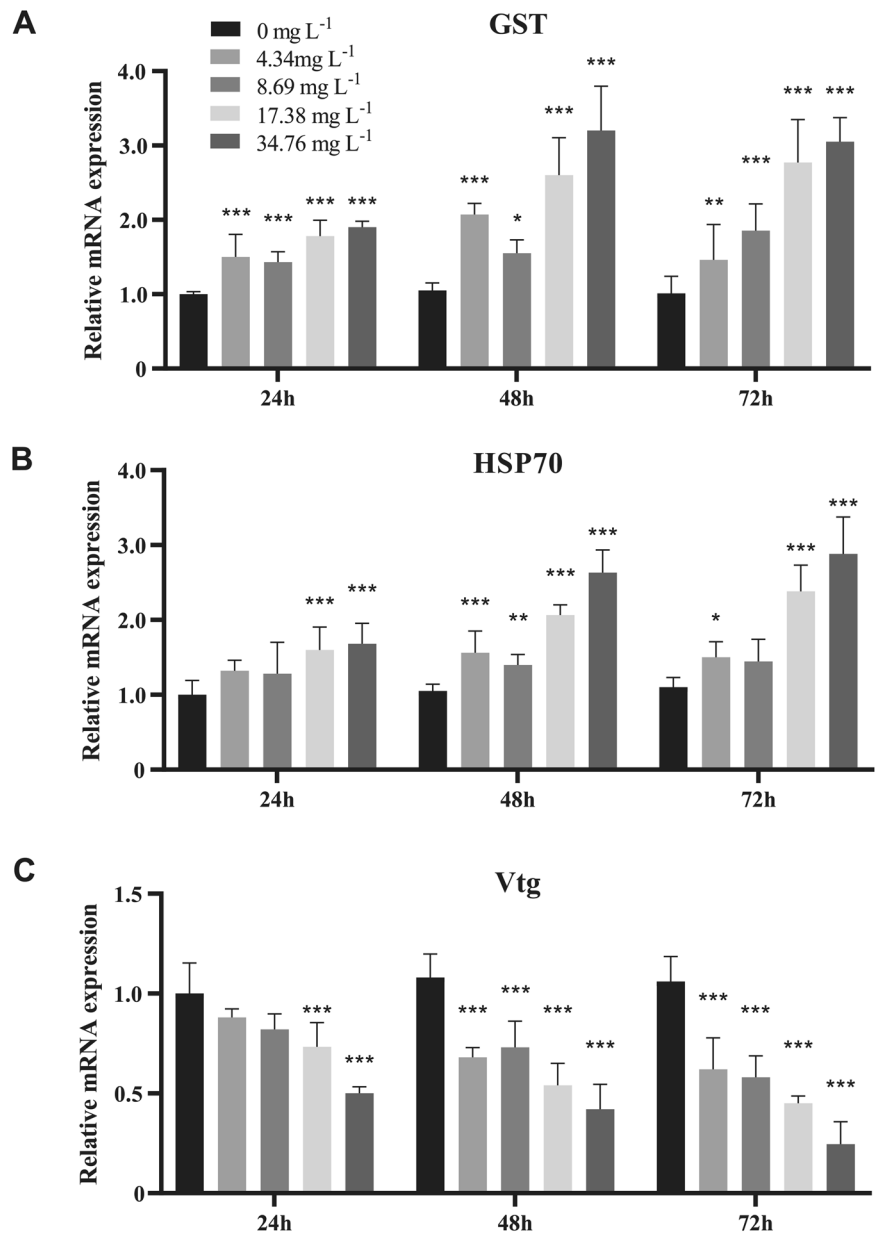 A
GST
0 mg L⁻¹
4.34mg L⁻¹
8.69 mg L⁻¹
17.38 mg L⁻¹
34.76 mg L⁻¹
Relative mRNA expression
4.0
3.0
2.0
1.0
0
*** *** *** ***
*** * *** ***
** *** *** ***
24h 48h 72h
B
HSP70
Relative mRNA expression
4.0
3.0
2.0
1.0
0
*** ***
*** ** *** ***
* *** ***
24h 48h 72h
C
Vtg
Relative mRNA expression
1.5
1.0
0.5
0
*** ***
*** *** *** ***
*** *** *** ***
24h 48h 72h